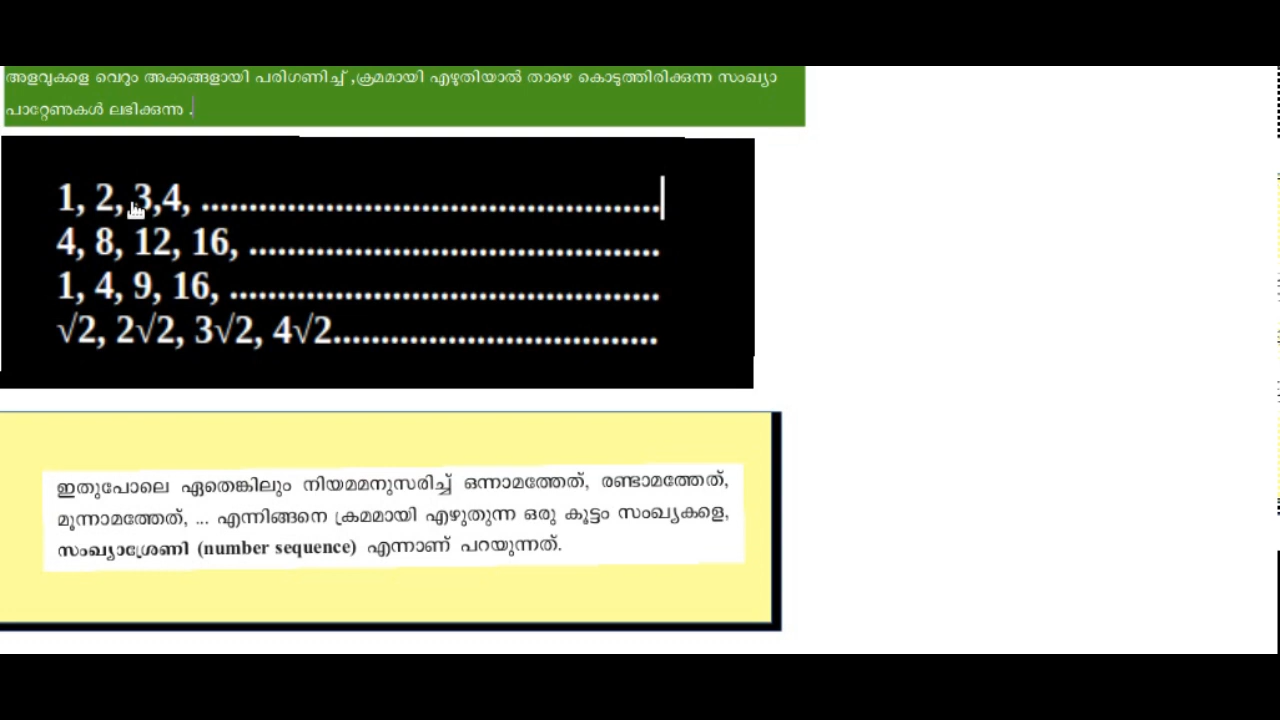 അളവുകളെ വെറും അക്കങ്ങളായി പരിഗണിച്ച് ,ക്രമമായി എഴുതിയാൽ താഴെ കൊടുത്തിരിക്കുന്ന സംഖ്യാ
പാറ്റേണുകൾ ലഭിക്കുന്നു .
1, 2, 3,4, ................................................
4, 8, 12, 16, ...........................................
1, 4, 9, 16, .............................................
√2, 2√2, 3√2, 4√2..................................
ഇതുപോലെ ഏതെങ്കിലും നിയമമനുസരിച്ച് ഒന്നാമത്തേത്, രണ്ടാമത്തേത്,
മൂന്നാമത്തേത്, ... എന്നിങ്ങനെ ക്രമമായി എഴുതുന്ന ഒരു കൂട്ടം സംഖ്യകളെ,
സംഖ്യാശ്രേണി (number sequence) എന്നാണ് പറയുന്നത്.